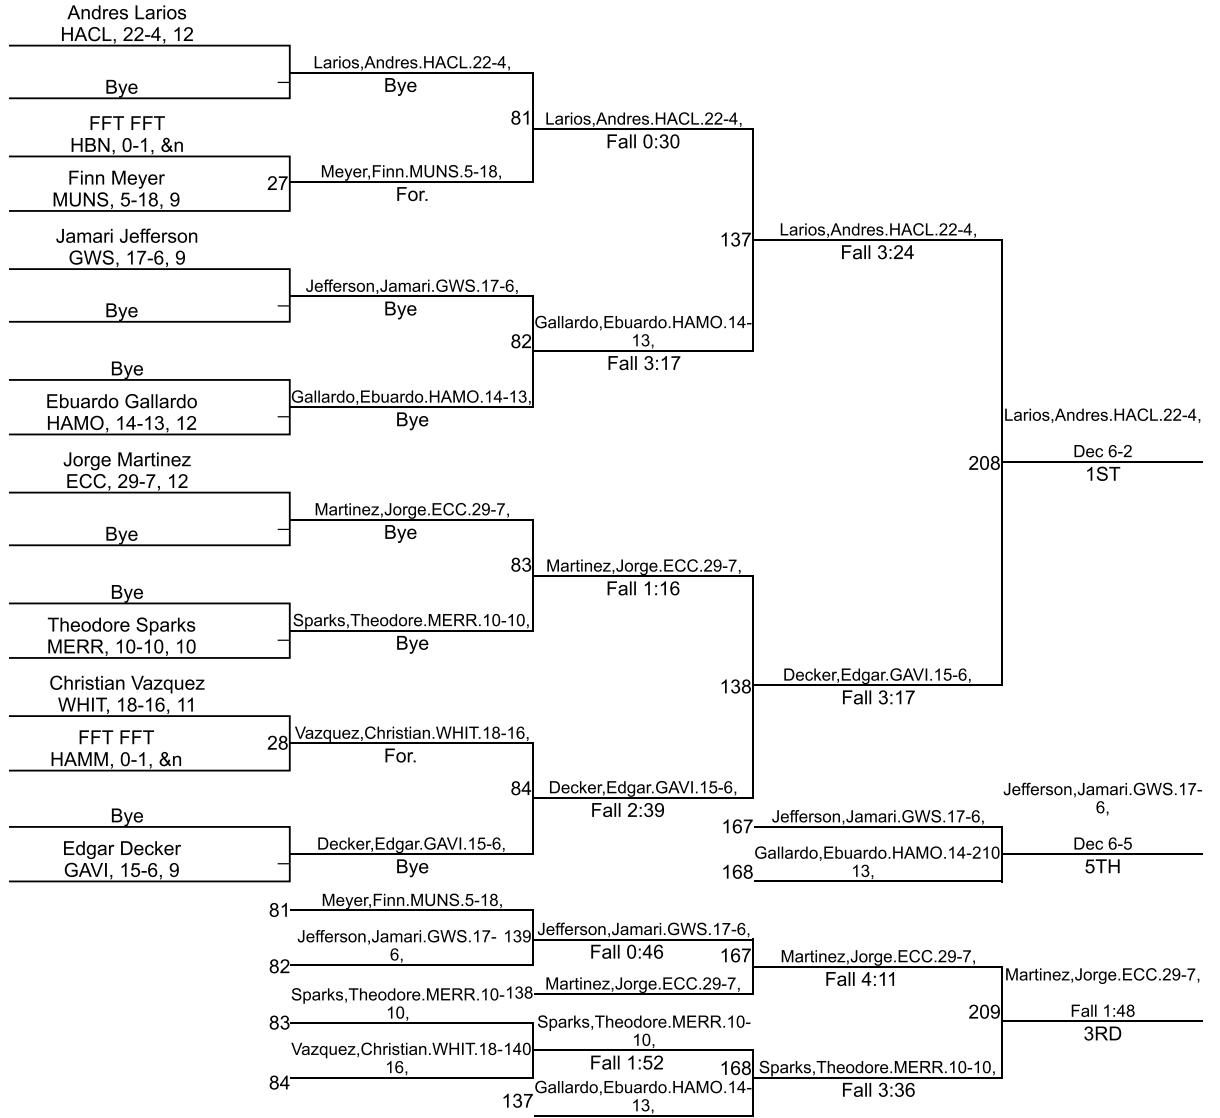 Andres Larios
HACL, 22-4, 12
Bye
FFT FFT
HBN, 0-1, &n
Finn Meyer
MUNS, 5-18, 9
27
Jamari Jefferson
GWS, 17-6, 9
Bye
Bye
Ebuardo Gallardo
HAMO, 14-13, 12
Jorge Martinez
ECC, 29-7, 12
Bye
Bye
Theodore Sparks
MERR, 10-10, 10
Christian Vazquez
WHIT, 18-16, 11
FFT FFT
HAMM, 0-1, &n
28
Bye
Edgar Decker
GAVI, 15-6, 9
Larios,Andres.HACL.22-4,
Bye
81
Meyer,Finn.MUNS.5-18,
For.
Jefferson,Jamari.GWS.17-6,
Bye
82
Gallardo,Ebuardo.HAMO.14-13,
Bye
Martinez,Jorge.ECC.29-7,
Bye
83
Sparks,Theodore.MERR.10-10,
Bye
Vazquez,Christian.WHIT.18-16,
For.
84
Decker,Edgar.GAVI.15-6,
Bye
Larios,Andres.HACL.22-4,
Fall 0:30
137
Gallardo,Ebuardo.HAMO.14-
13,
Fall 3:17
Martinez,Jorge.ECC.29-7,
Fall 1:16
138
Decker,Edgar.GAVI.15-6,
Fall 2:39
Larios,Andres.HACL.22-4,
Fall 3:24
208
Decker,Edgar.GAVI.15-6,
Fall 3:17
Larios,Andres.HACL.22-4,
Dec 6-2
1ST
167
Jefferson,Jamari.GWS.17-6,
168
Gallardo,Ebuardo.HAMO.14-210
13,
Jefferson,Jamari.GWS.17-
6,
Dec 6-5
5TH
81
Meyer,Finn.MUNS.5-18,
82
Jefferson,Jamari.GWS.17-
6,
139
83
Sparks,Theodore.MERR.10-138
10,
84
Vazquez,Christian.WHIT.18-140
16,
Jefferson,Jamari.GWS.17-6,
Fall 0:46
167
Martinez,Jorge.ECC.29-7,
Sparks,Theodore.MERR.10-
10,
Fall 1:52
168
137
Gallardo,Ebuardo.HAMO.14-
13,
Martinez,Jorge.ECC.29-7,
Fall 4:11
209
Sparks,Theodore.MERR.10-10,
Fall 3:36
Martinez,Jorge.ECC.29-7,
Fall 1:48
3RD